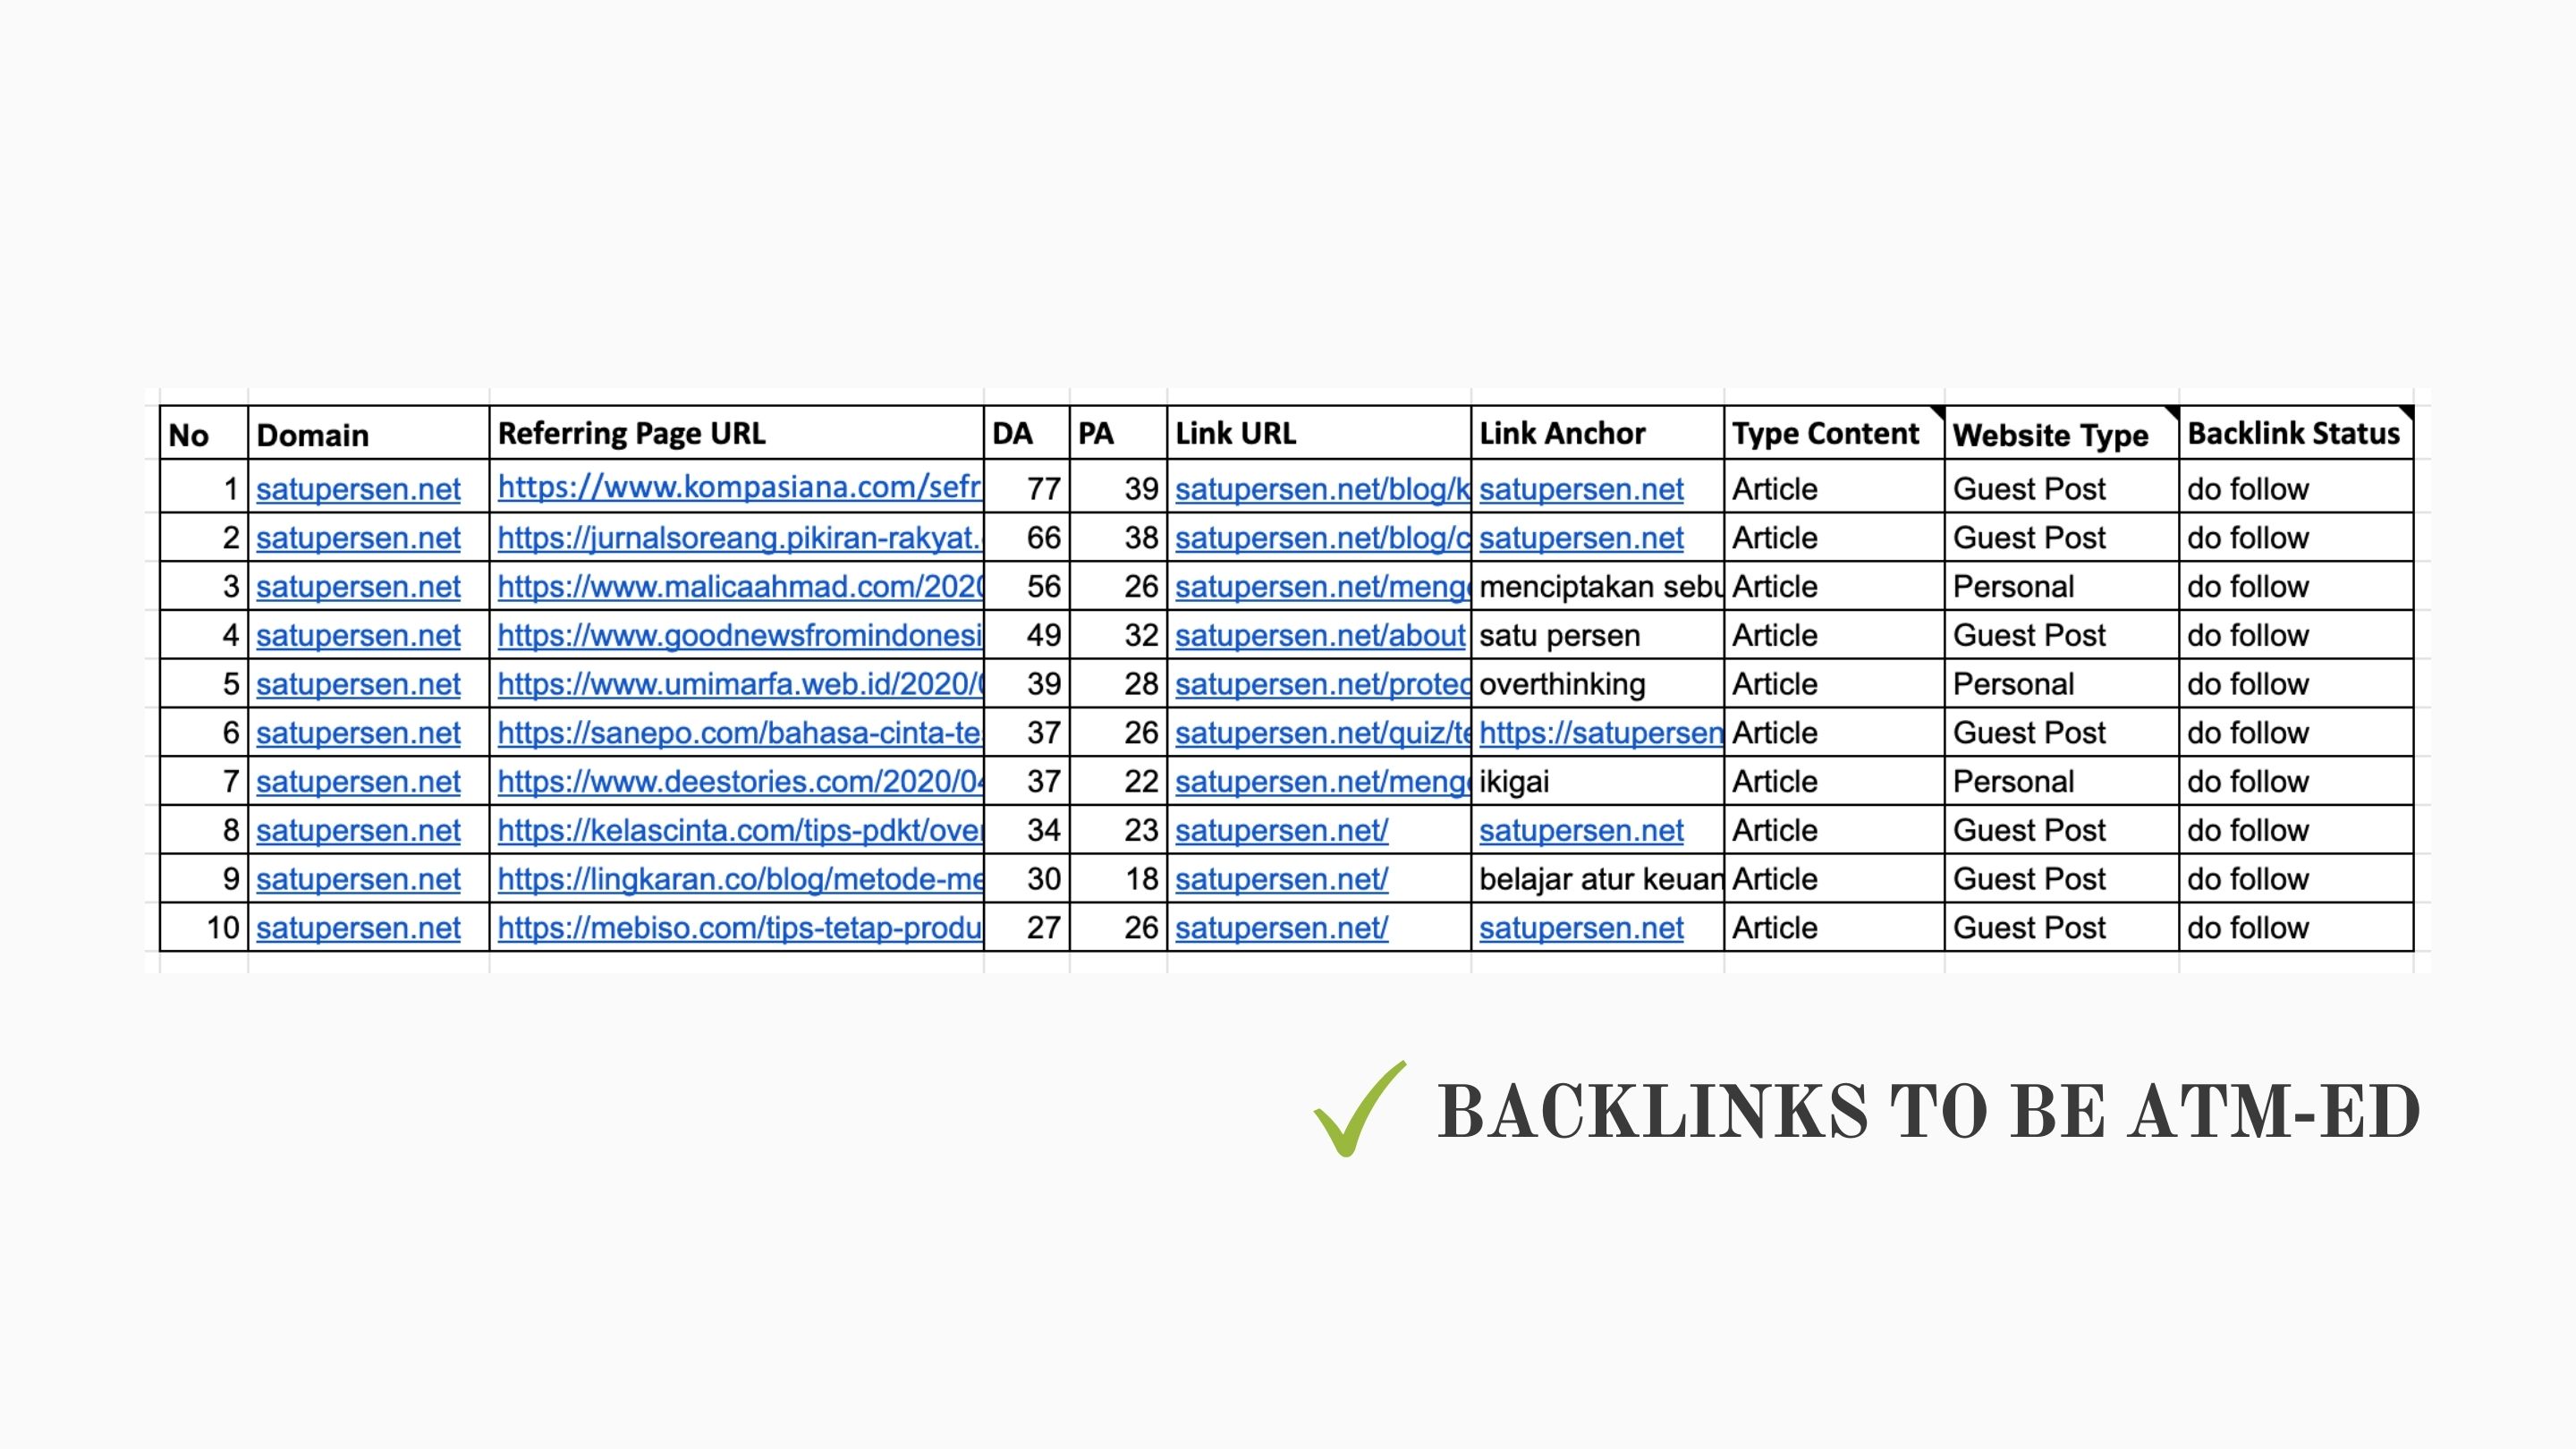 No Domain Referring Page URL DA PA Link URL Link Anchor Type Content Website Type Backlink Status
1 satupersen.net https://www.kompasiana.com/sefr 77 39 satupersen.net/blog/k satupersen.net Article Guest Post do follow
2 satupersen.net https://jurnalsoreang.pikiran-rakyat. 66 38 satupersen.net/blog/c satupersen.net Article Guest Post do follow
3 satupersen.net https://www.malicaahmad.com/2020 56 26 satupersen.net/menge menciptakan sebu Article Personal do follow
4 satupersen.net https://www.goodnewsfromindonesi 49 32 satupersen.net/about satu persen Article Guest Post do follow
5 satupersen.net https://www.umimarfa.web.id/2020/0 39 28 satupersen.net/protec overthinking Article Personal do follow
6 satupersen.net https://sanepo.com/bahasa-cinta-te 37 26 satupersen.net/quiz/te https://satupersen Article Guest Post do follow
7 satupersen.net https://www.deestories.com/2020/04 37 22 satupersen.net/menge ikigai Article Personal do follow
8 satupersen.net https://kelascinta.com/tips-pdkt/over 34 23 satupersen.net/ satupersen.net Article Guest Post do follow
9 satupersen.net https://lingkaran.co/blog/metode-me 30 18 satupersen.net/ belajar atur keuan Article Guest Post do follow
10 satupersen.net https://mebiso.com/tips-tetap-produ 27 26 satupersen.net/ satupersen.net Article Guest Post do follow
BACKLINKS TO BE ATM-ED